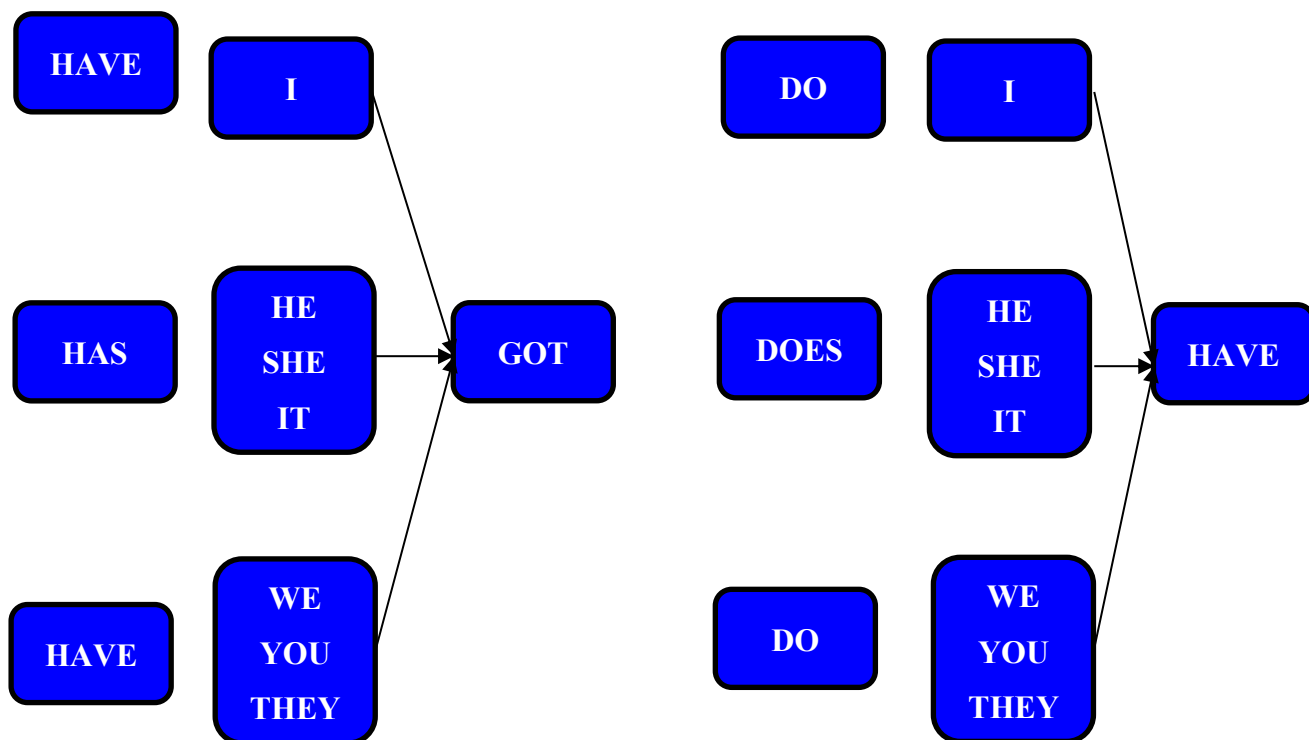 HAVE
I
HAS
HE
SHE
IT
GOT
HAVE
WE
YOU
THEY
DO
I
DOES
HE
SHE
IT
HAVE
DO
WE
YOU
THEY